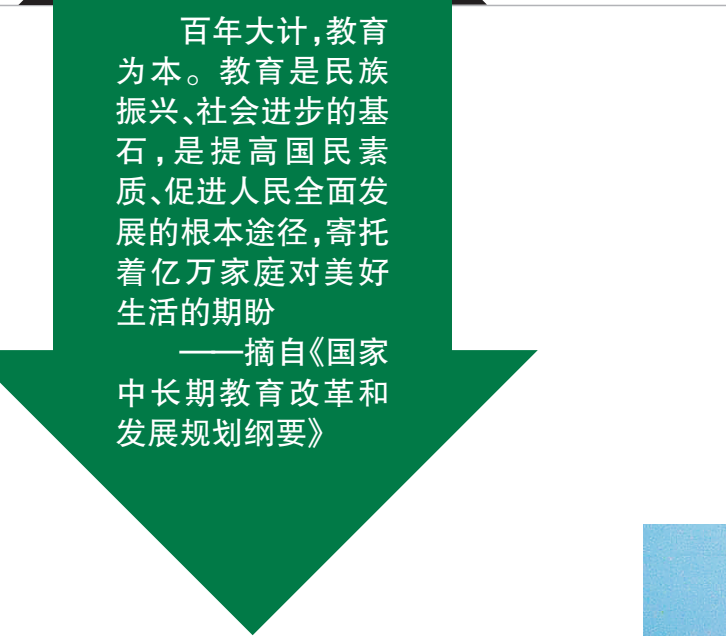 百年大计,教育
为本。教育是民族
振兴、社会进步的基
石,是提高国民素
质、促进人民全面发
展的根本途径,寄托
着亿万家庭对美好
生活的期盼
——摘自《国家
中长期教育改革和
发展规划纲要》